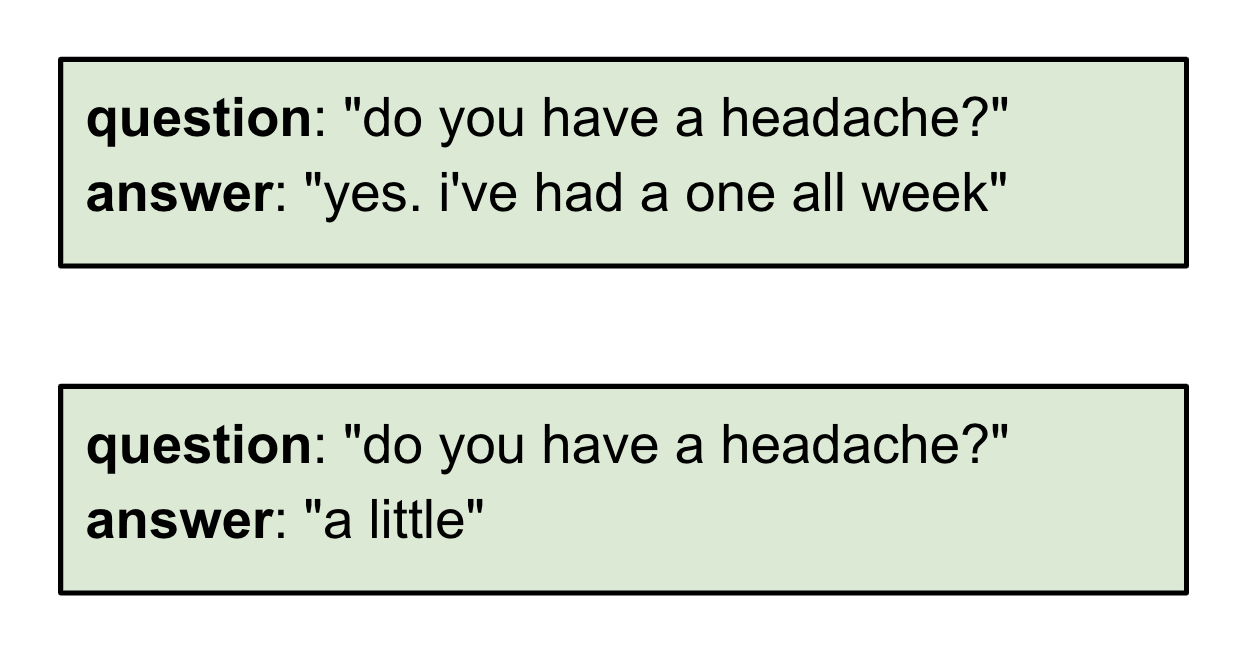 question: "do you have a headache?"
answer: "yes. i've had a one all week"
question: "do you have a headache?"
answer: "a little"